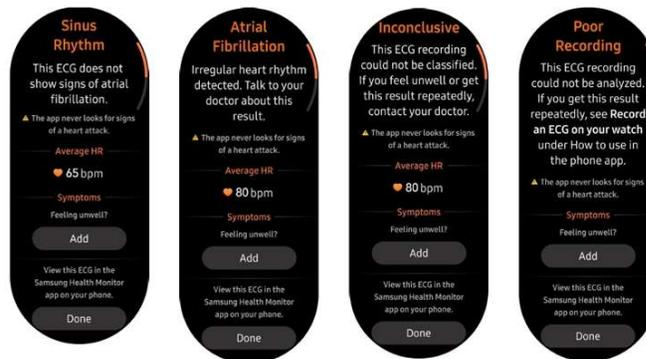 Sinus
Rhythm
This ECG does not
show signs of atrial
fibrillation.
The app never looks for signs
of a heart attack.
Average HR
65 bpm
Symptoms
Feeling unwell?
Add
View this ECG in the
Samsung Health Monitor
app on your phone.
Done
Atrial
Fibrillation
Irregular heart rhythm
detected. Talk to your
doctor about this
result.
The app never looks for signs
of a heart attack.
Average HR
80 bpm
Symptoms
Feeling unwell?
Add
View this ECG in the
Samsung Health Monitor
app on your phone.
Done
Inconclusive
This ECG recording
could not be classified.
If you feel unwell or get
this result repeatedly,
contact your doctor.
The app never looks for signs
of a heart attack.
Average HR
80 bpm
Symptoms
Feeling unwell?
Add
View this ECG in the
Samsung Health Monitor
app on your phone.
Done
Poor
Recording
This ECG recording
could not be analyzed.
If you get this result
repeatedly, see Record
an ECG on your watch
under How to use in
the phone app.
The app never looks for signs
of a heart attack.
Symptoms
Feeling unwell?
Add
View this ECG in the
Samsung Health Monitor
app on your phone.
Done